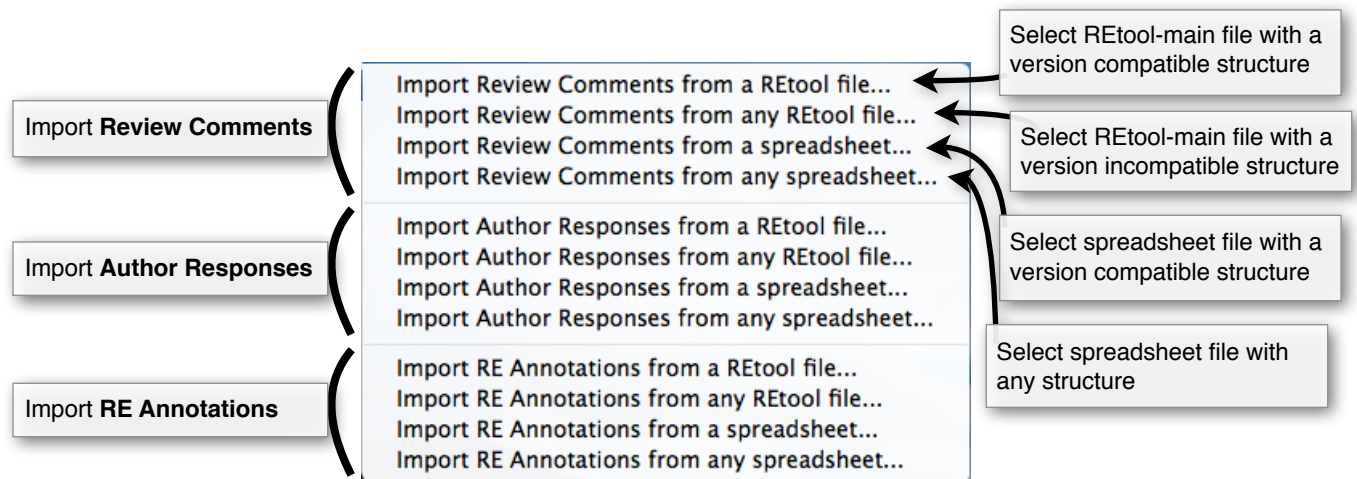 Import Review Comments
Import Author Responses
Import RE Annotations
Import Review Comments from a REtool file...
Import Review Comments from any REtool file...
Import Review Comments from a spreadsheet...
Import Review Comments from any spreadsheet...
Import Author Responses from a REtool file...
Import Author Responses from any REtool file...
Import Author Responses from a spreadsheet...
Import Author Responses from any spreadsheet...
Import RE Annotations from a REtool file...
Import RE Annotations from any REtool file...
Import RE Annotations from a spreadsheet...
Import RE Annotations from any spreadsheet...
Select REtool-main file with a
version compatible structure
Select REtool-main file with a
version incompatible structure
Select spreadsheet file with a
version compatible structure
Select spreadsheet file with
any structure